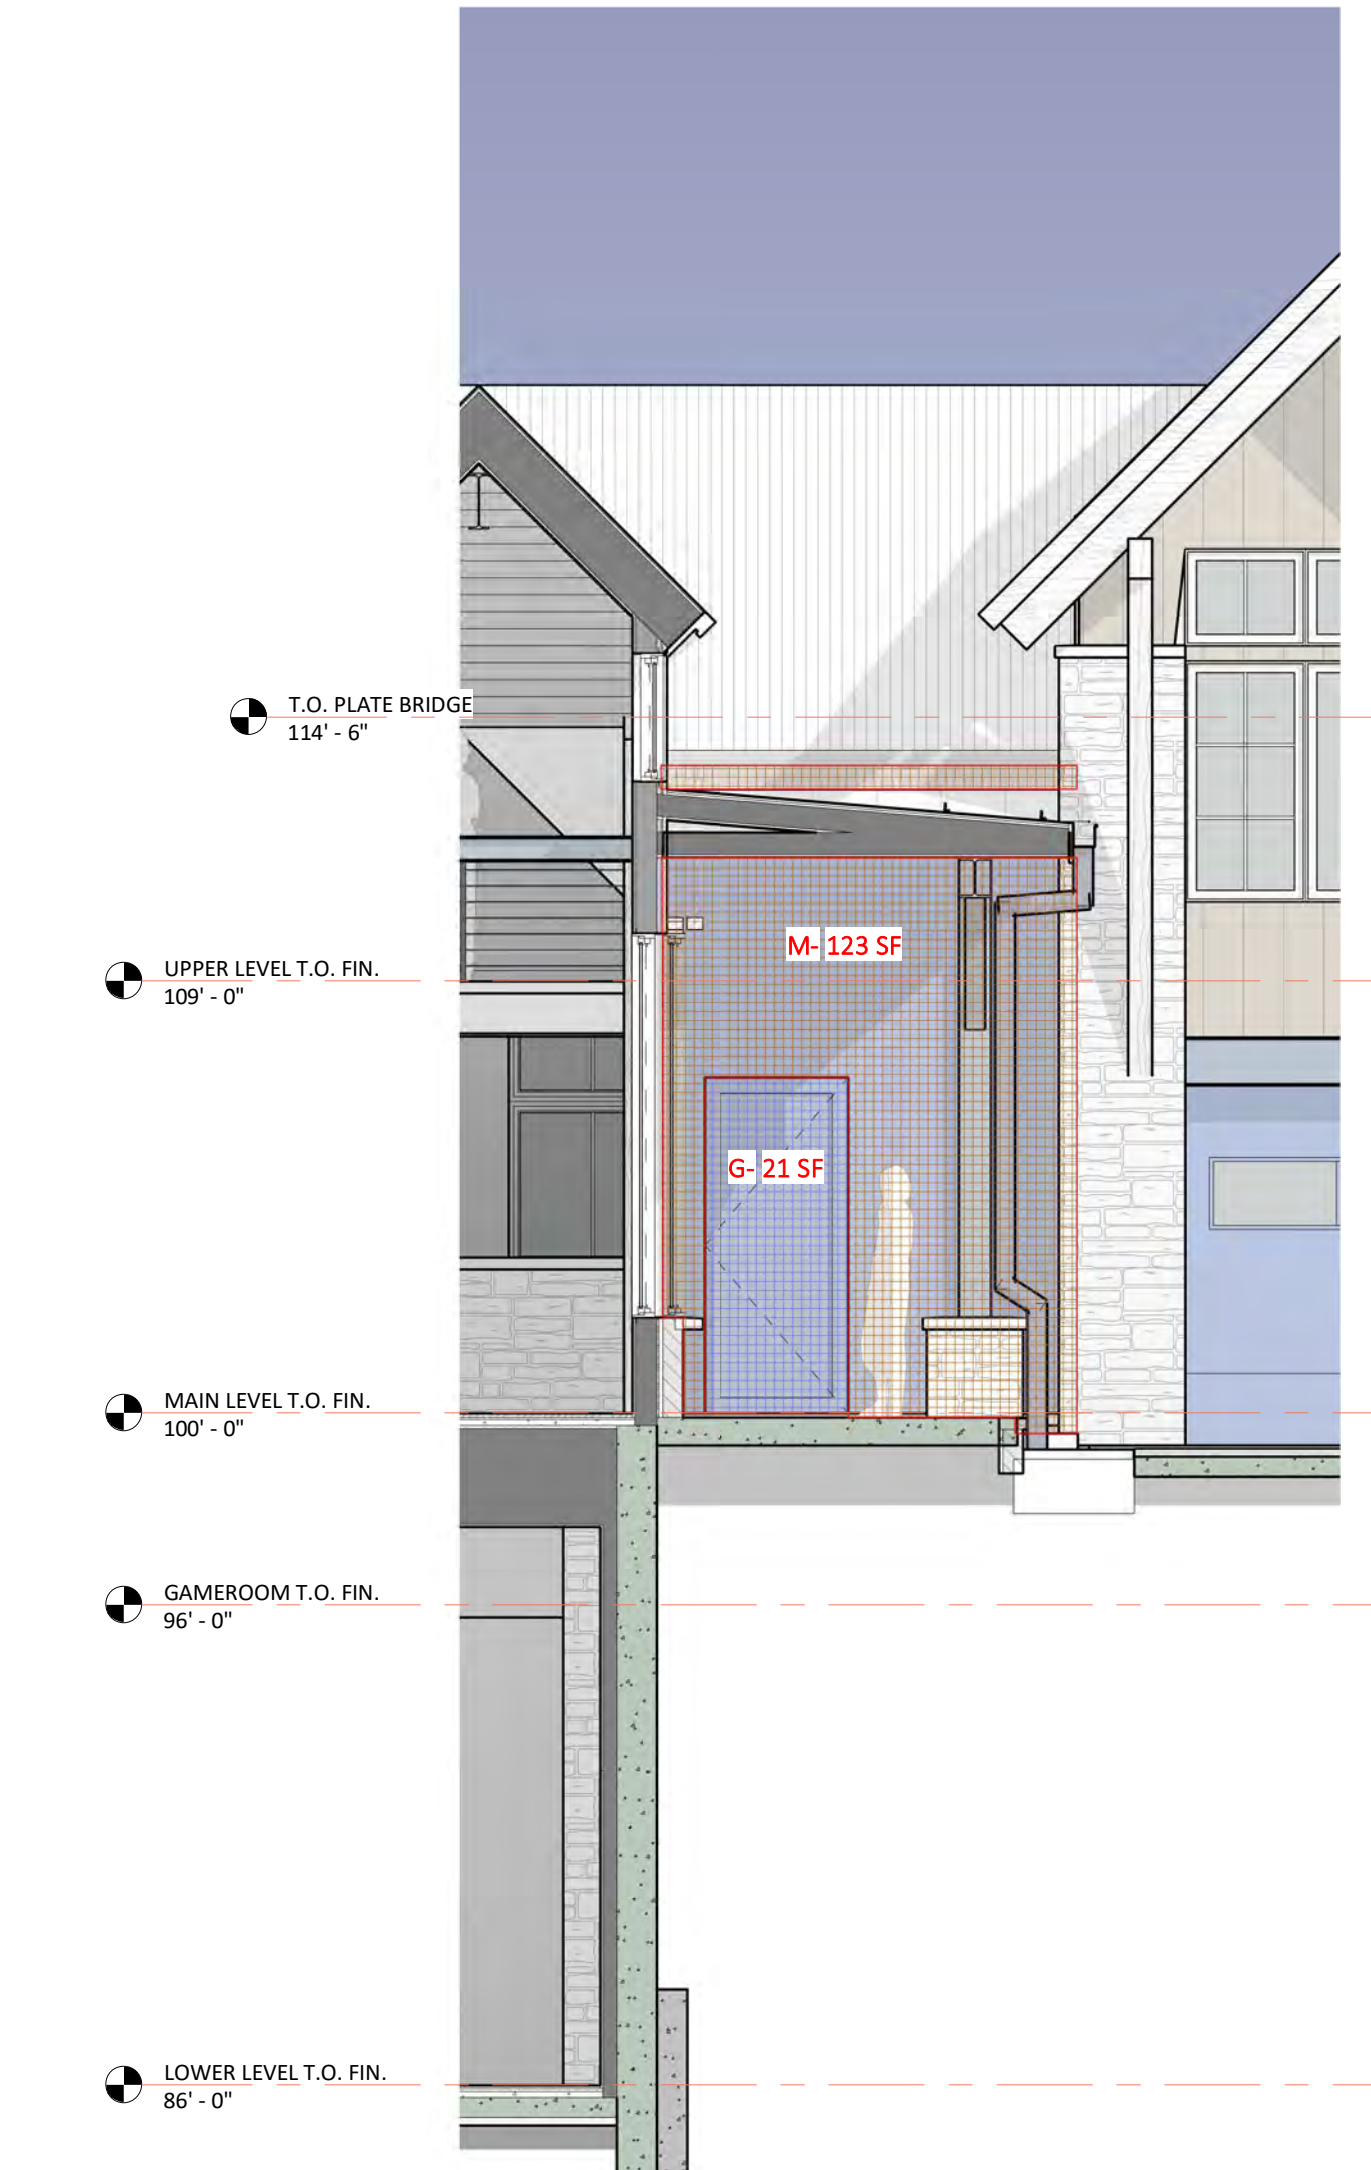 T.O. PLATE BRIDGE
114' - 6"
M- 123 SF
UPPER LEVEL T.O. FIN.
109' - 0"
G- 21 SF
MAIN LEVEL T.O. FIN.
100' - 0"
GAMEROOM T.O. FIN.
96' - 0"
LOWER LEVEL T.O. FIN.
86' - 0"